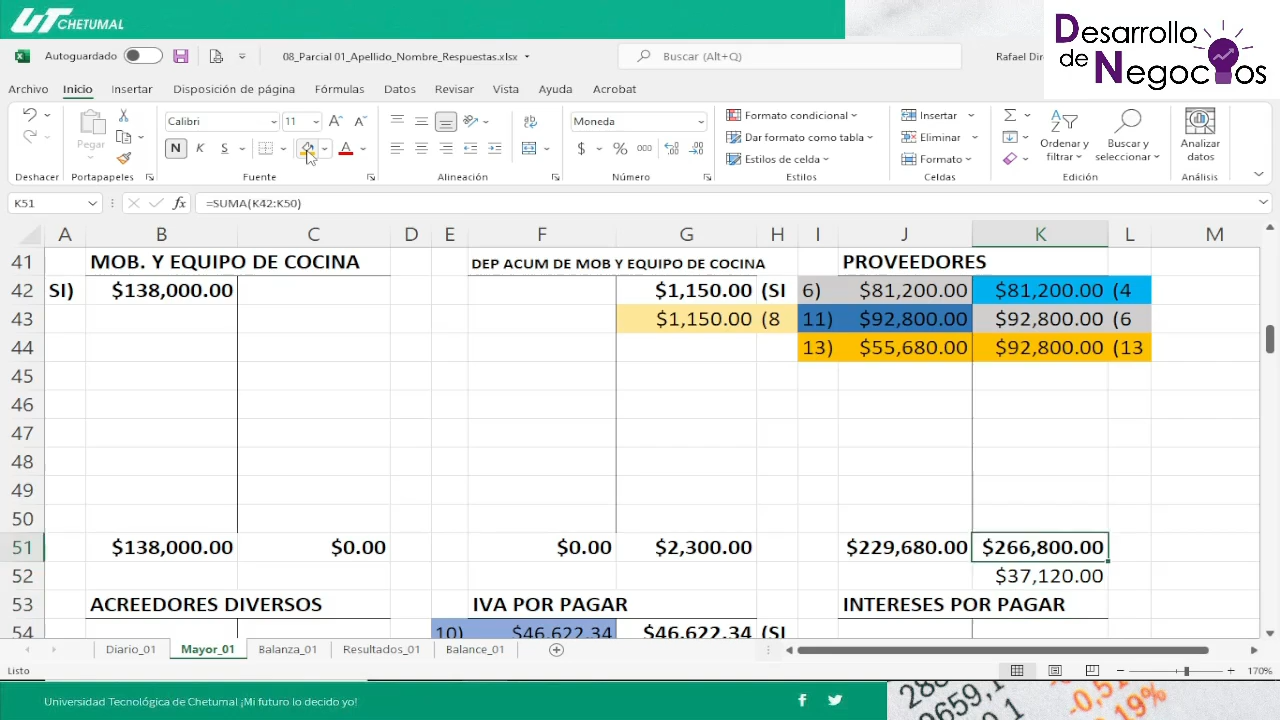 UT CHETUMAL
Desarrollo
de Negocios
Autoguardado
08_Parcial 01_Apellido_Nombre_Respuestas.xlsx
Buscar (Alt+Q)
Rafael Dir
Archivo Inicio Insertar Disposición de página Fórmulas Datos Revisar Vista Ayuda Acrobat
Pegar
Calibri 11
N K S
Moneda
$ % 000
Formato condicional
Dar formato como tabla
Estilos de celda
Insertar
Eliminar
Formato
Ordenar y
filtrar
Buscar y
seleccionar
Analizar
datos
Deshacer Portapapeles Fuente Alineación Número Estilos Celdas Edición Análisis
K51 fx =SUMA(K42:K50)
A B C D E F G H I J K L M
41 MOB. Y EQUIPO DE COCINA DEP ACUM DE MOB Y EQUIPO DE COCINA PROVEEDORES
42 SI) $138,000.00 $1,150.00 (SI 6) $81,200.00 $81,200.00 (4
43 $1,150.00 (8 11) $92,800.00 $92,800.00 (6
44 13) $55,680.00 $92,800.00 (13
45
46
47
48
49
50
51 $138,000.00 $0.00 $0.00 $2,300.00 $229,680.00 $266,800.00
52 $37,120.00
53 ACREEDORES DIVERSOS IVA POR PAGAR INTERESES POR PAGAR
54 10) $46,622.34 $46,622.34 (SI
Diario_01 Mayor_01 Balanza_01 Resultados_01 Balance_01
Listo
170%
Universidad Tecnológica de Chetumal ¡Mi futuro lo decido yo!